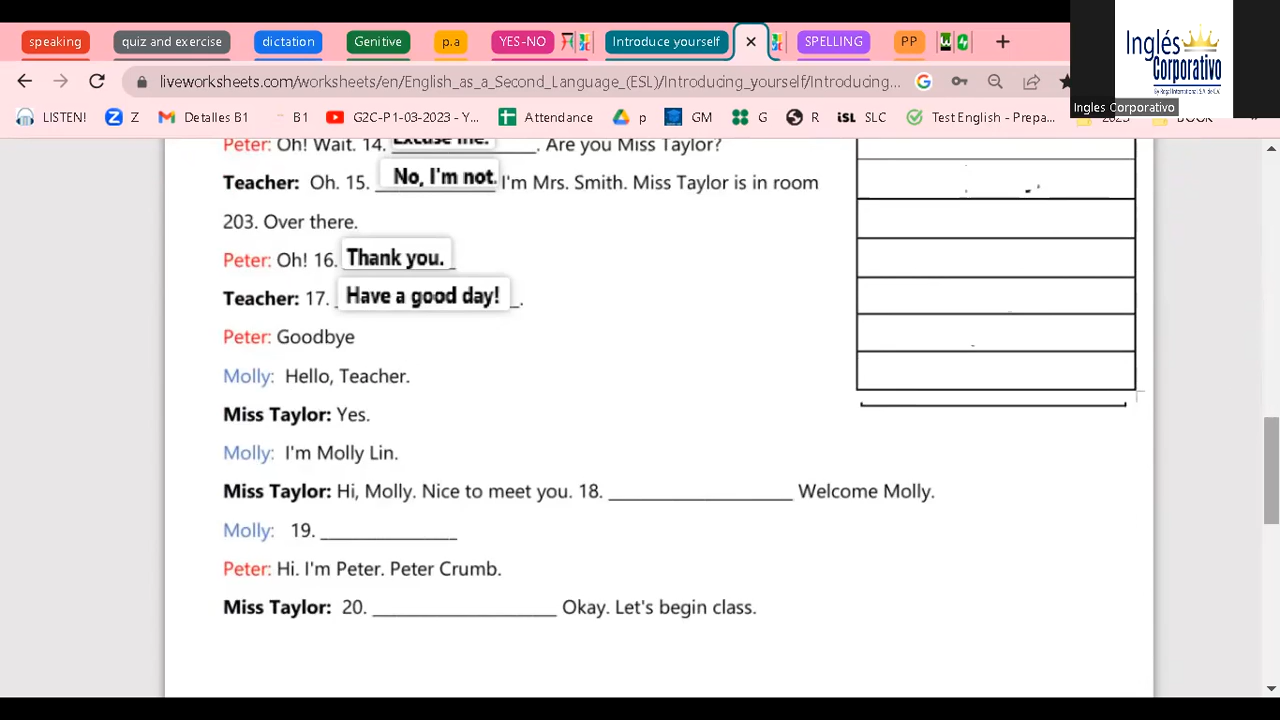 speaking quiz and exercise dictation Genitive p.a YES-NO Introduce yourself SPELLING PP
liveworksheets.com/worksheets/en/English_as_a_Second_Language_(ESL)/Introducing_yourself/Introducing...
Inglés
Corporativo
Ingles Corporativo
LISTEN! Z Detalles B1 B1 G2C-P1-03-2023- Y... Attendance p GM G R SLC Test English - Prepa... 2023 BOOK
Peter: Oh! Wait. 14. Excuse me. Are you Miss Taylor?
Teacher: Oh. 15. No, I'm not. I'm Mrs. Smith. Miss Taylor is in room
203. Over there.
Peter: Oh! 16. Thank you.
Teacher: 17. Have a good day! .
Peter: Goodbye
Molly: Hello, Teacher.
Miss Taylor: Yes.
Molly: I'm Molly Lin.
Miss Taylor: Hi, Molly. Nice to meet you. 18. ____________________ Welcome Molly.
Molly: 19. _______________
Peter: Hi. I'm Peter. Peter Crumb.
Miss Taylor: 20. ____________________ Okay. Let's begin class.